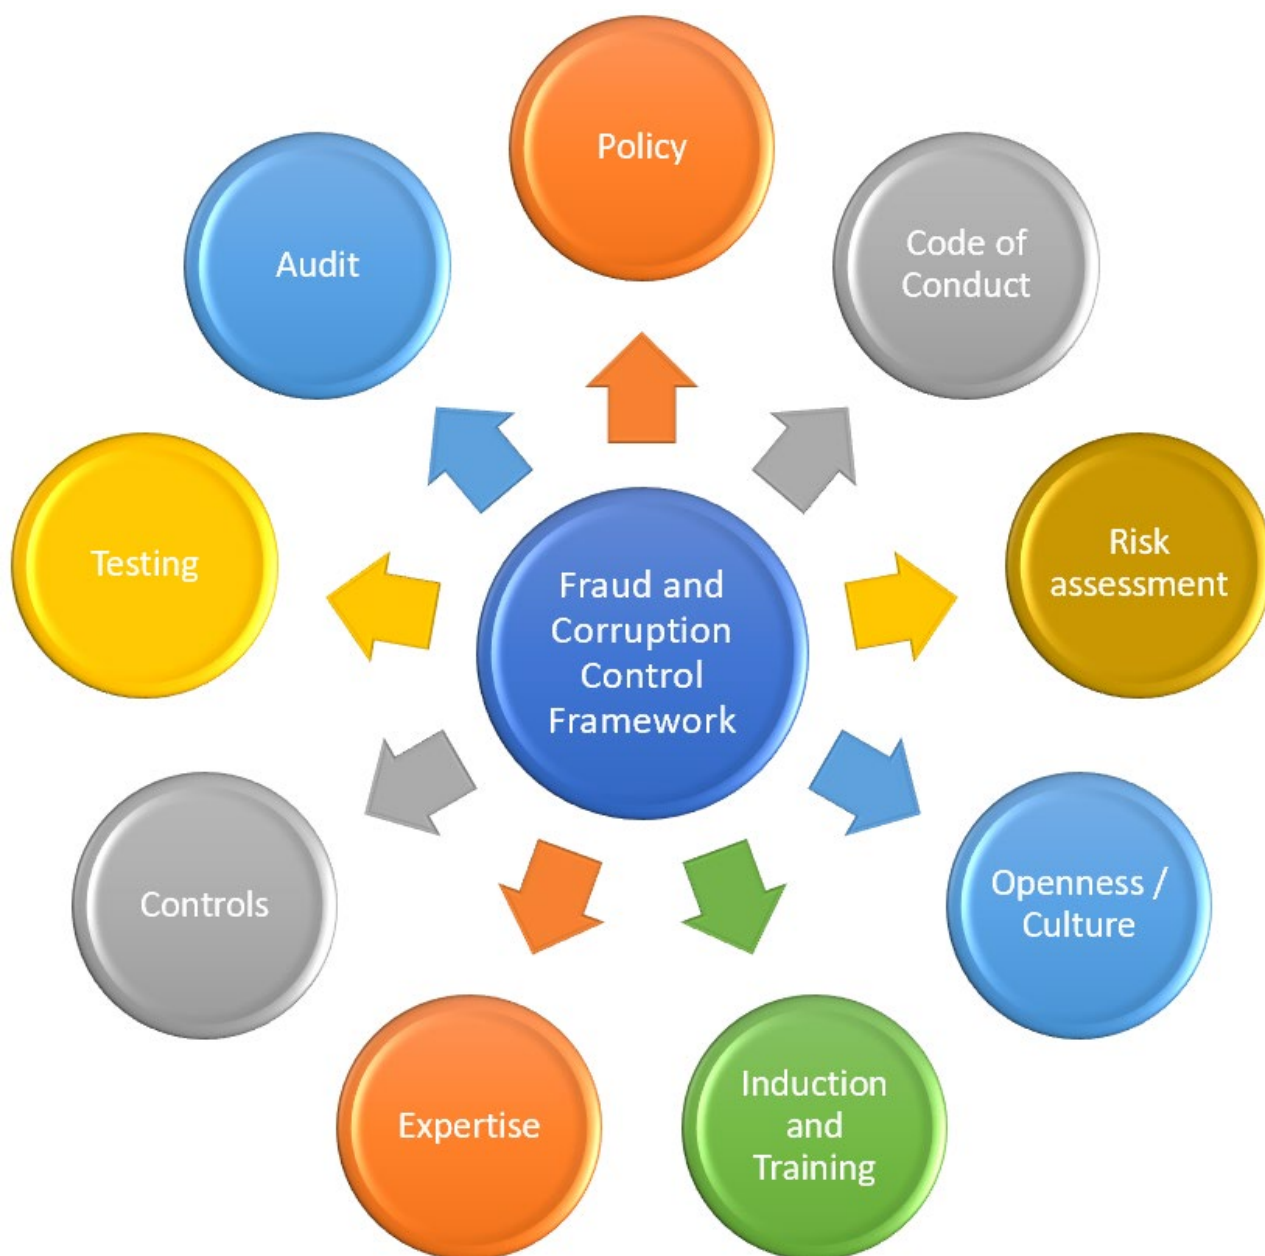 Policy
Code of
Conduct
Risk
assessment
Openness /
Culture
Induction
and
Training
Expertise
Controls
Testing
Audit
Fraud and
Corruption
Control
Framework